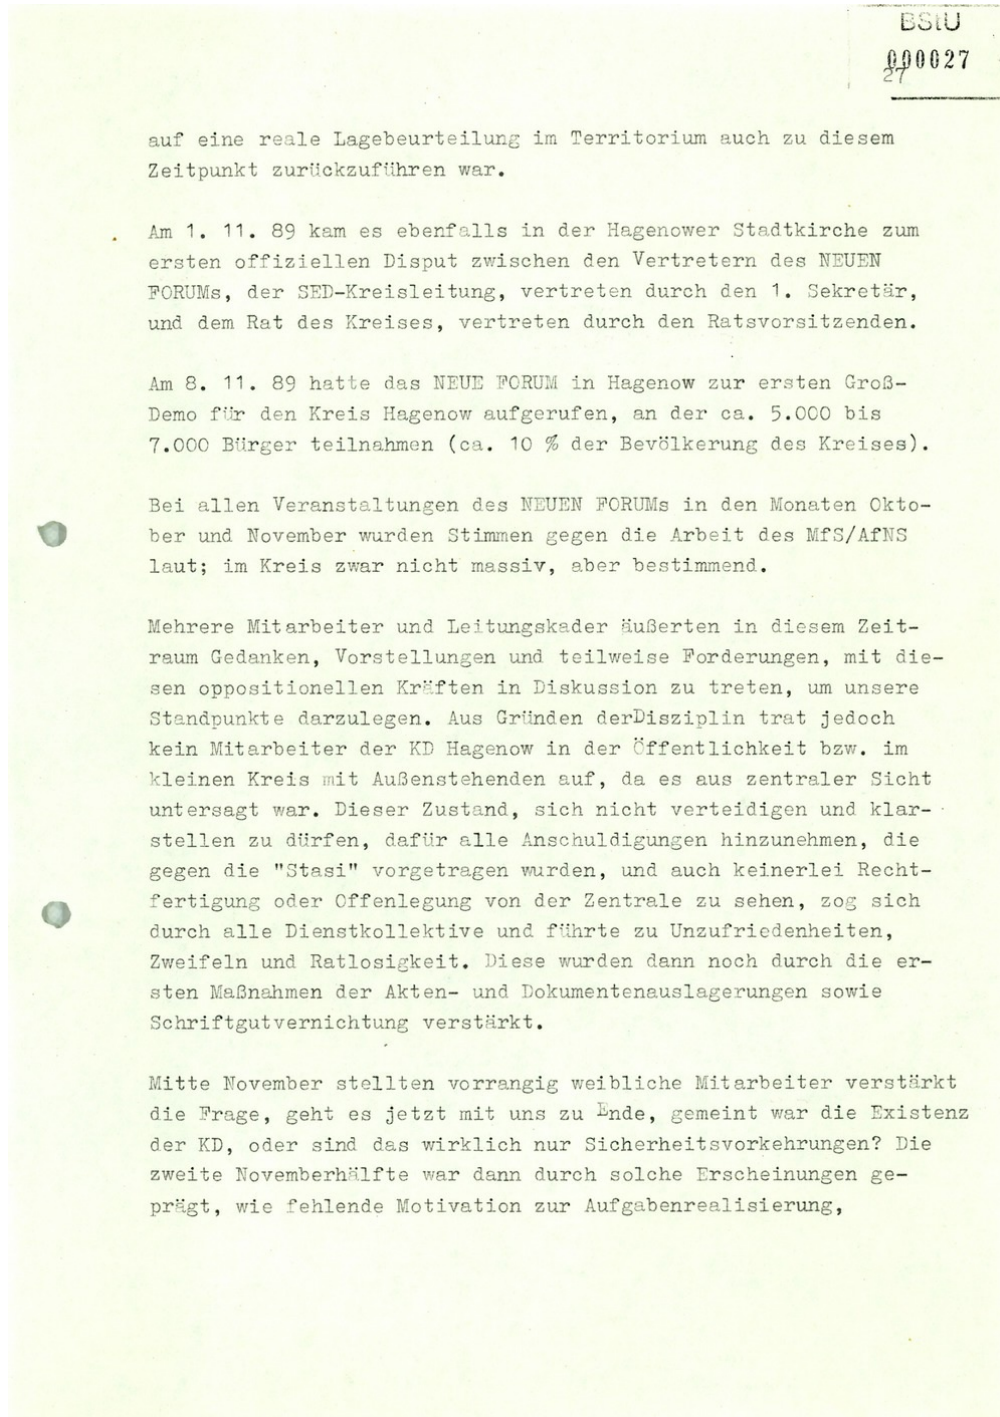 BStU
000027
27
auf eine reale Lagebeurteilung im Territorium auch zu diesem
Zeitpunkt zurückzuführen war.
Am 1. 11. 89 kam es ebenfalls in der Hagenower Stadtkirche zum
ersten offiziellen Disput zwischen den Vertretern des NEUEN
FORUMs, der SED-Kreisleitung, vertreten durch den 1. Sekretär,
und dem Rat des Kreises, vertreten durch den Ratsvorsitzenden.
Am 8. 11. 89 hatte das NEUE FORUM in Hagenow zur ersten Groß-
Demo für den Kreis Hagenow aufgerufen, an der ca. 5.000 bis
7.000 Bürger teilnahmen (ca. 10 % der Bevölkerung des Kreises).
Bei allen Veranstaltungen des NEUEN FORUMs in den Monaten Okto-
ber und November wurden Stimmen gegen die Arbeit des MfS/AfNS
laut; im Kreis zwar nicht massiv, aber bestimmend.
Mehrere Mitarbeiter und Leitungskader äußerten in diesem Zeit-
raum Gedanken, Vorstellungen und teilweise Forderungen, mit die-
sen oppositionellen Kräften in Diskussion zu treten, um unsere
Standpunkte darzulegen. Aus Gründen derDisziplin trat jedoch
kein Mitarbeiter der KD Hagenow in der Öffentlichkeit bzw. im
kleinen Kreis mit Außenstehenden auf, da es aus zentraler Sicht
untersagt war. Dieser Zustand, sich nicht verteidigen und klar-
stellen zu dürfen, dafür alle Anschuldigungen hinzunehmen, die
gegen die "Stasi" vorgetragen wurden, und auch keinerlei Recht-
fertigung oder Offenlegung von der Zentrale zu sehen, zog sich
durch alle Dienstkollektive und führte zu Unzufriedenheiten,
Zweifeln und Ratlosigkeit. Diese wurden dann noch durch die er-
sten Maßnahmen der Akten- und Dokumentenauslagerungen sowie
Schriftgutvernichtung verstärkt.
Mitte November stellten vorrangig weibliche Mitarbeiter verstärkt
die Frage, geht es jetzt mit uns zu Ende, gemeint war die Existenz
der KD, oder sind das wirklich nur Sicherheitsvorkehrungen? Die
zweite Novemberhälfte war dann durch solche Erscheinungen ge-
prägt, wie fehlende Motivation zur Aufgabenrealisierung,